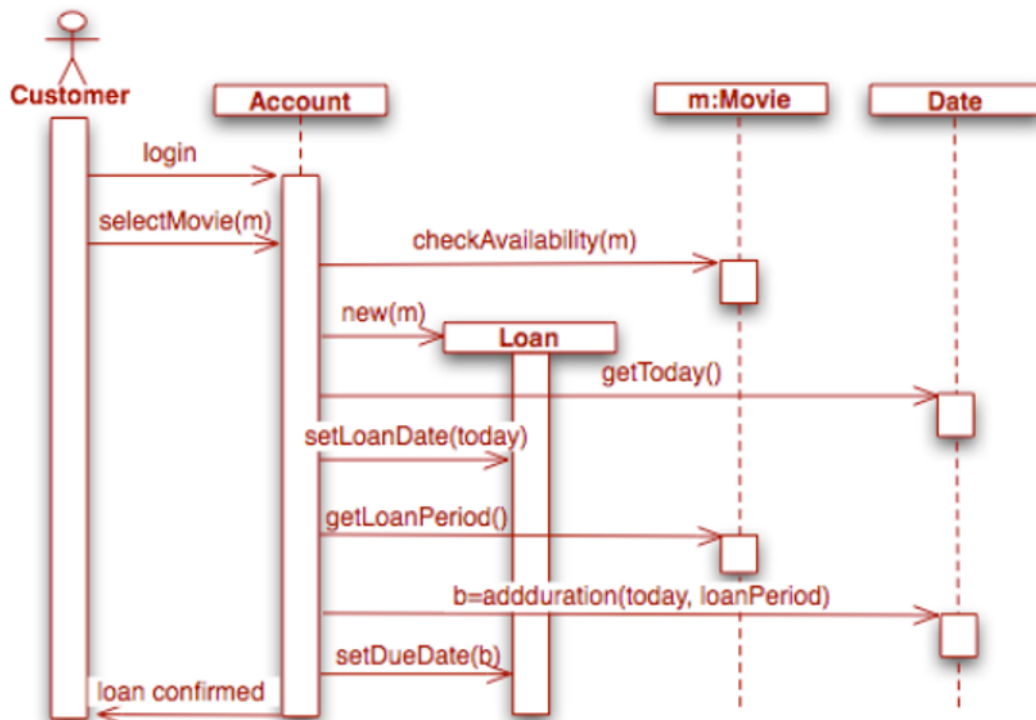 Customer
Account
m:Movie
Date
login
selectMovie(m)
checkAvailability(m)
new(m)
Loan
getToday()
setLoanDate(today)
getLoanPeriod()
b=addduration(today, loanPeriod)
setDueDate(b)
loan confirmed